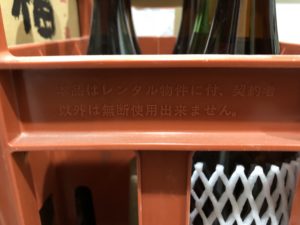 福
本品はレンタル物件に付、契約者
以外は無断使用出来ません。